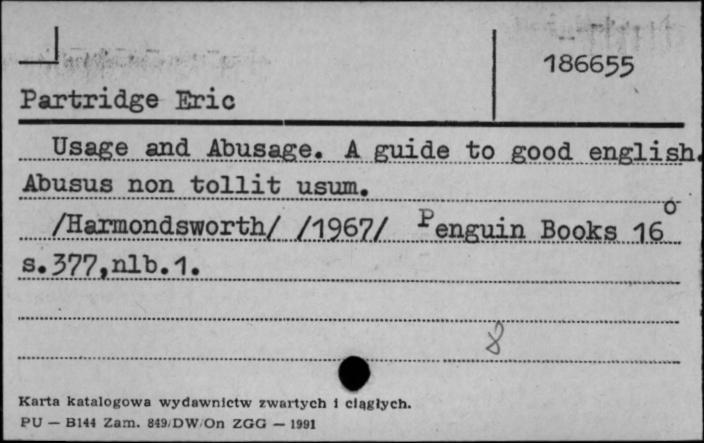 186655
Partridge Eric
Usage and Abusage. A guide to good english.
Abusus non tollit usum.
/Harmondsworth/ /1967/ Penguin Books 16°
s.377,nlb.1.
8
Karta katalogowa wydawnictw zwartych i ciągłych.
PU — B144 Zam. 849/DW/On ZGG — 1991